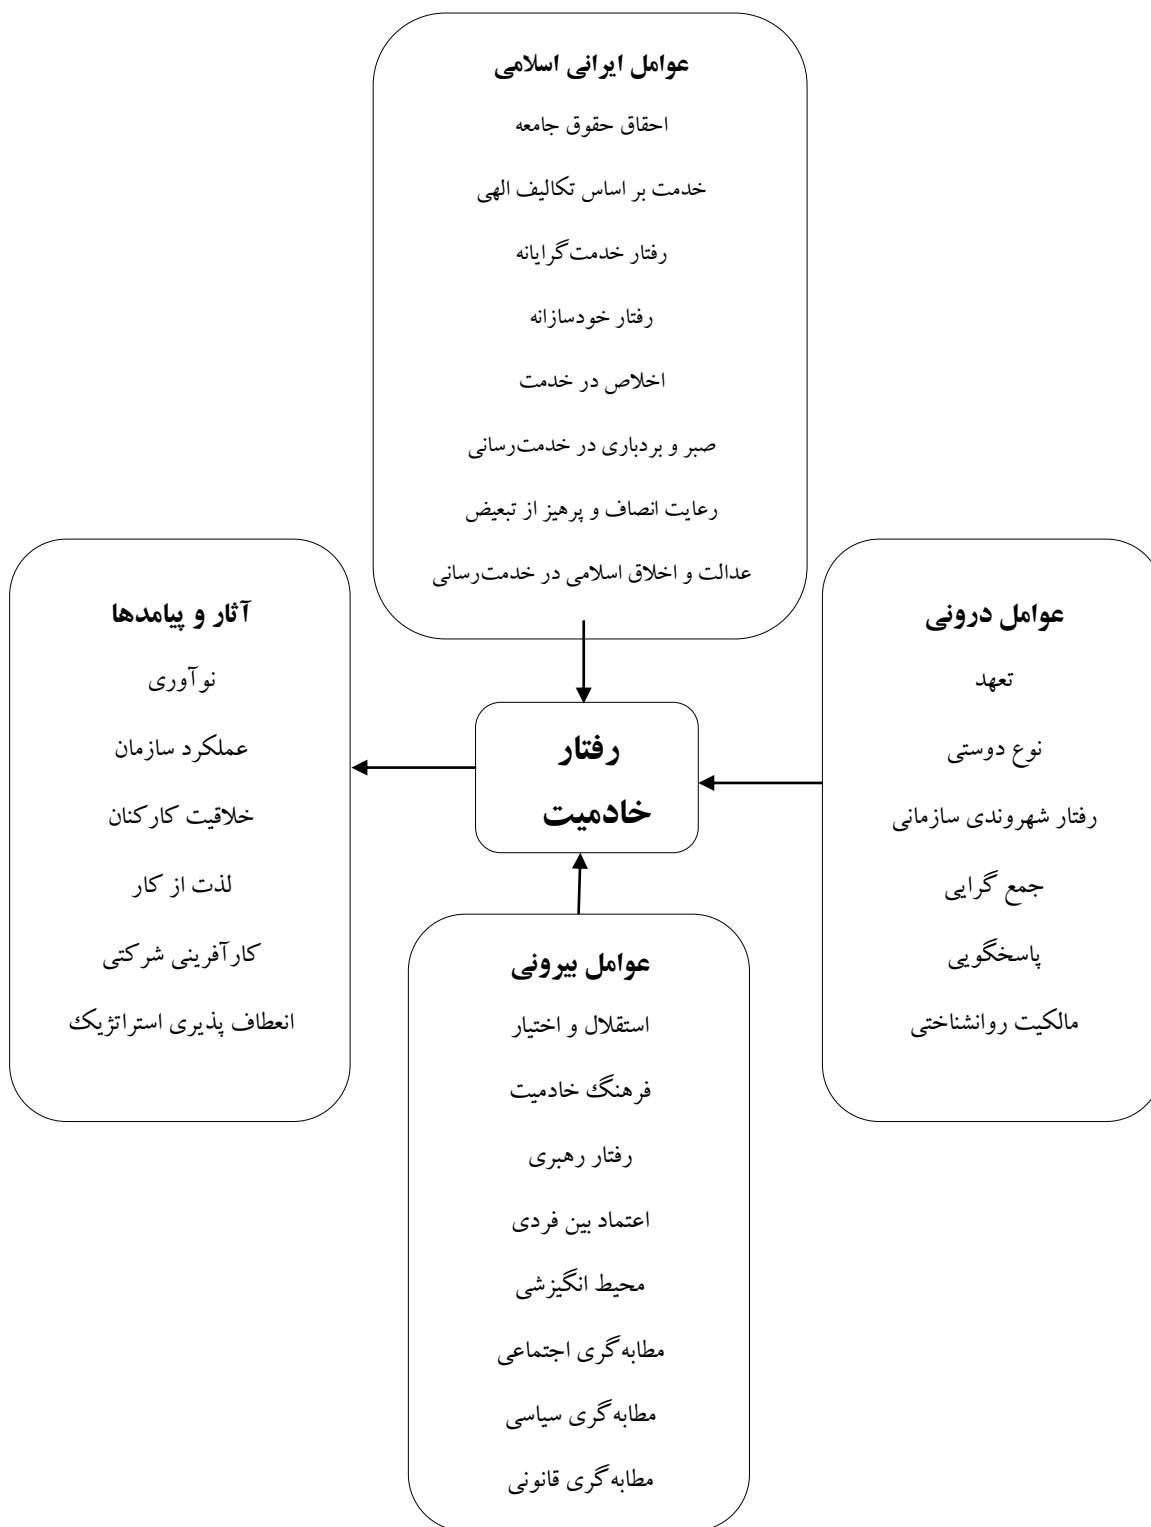 عوامل ایرانی اسلامی
احقاق حقوق جامعه
خدمت بر اساس تکالیف الهی
رفتار خدمت‌گرایانه
رفتار خودسازانه
اخلاص در خدمت
صبر و بردباری در خدمت‌رسانی
رعایت انصاف و پرهیز از تبعیض
عدالت و اخلاق اسلامی در خدمت‌رسانی
عوامل درونی
تعهد
نوع دوستی
رفتار شهروندی سازمانی
جمع گرایی
پاسخگویی
مالکیت روانشناختی
رفتار
خادمیت
آثار و پیامدها
نوآوری
عملکرد سازمان
خلاقیت کارکنان
لذت از کار
کارآفرینی شرکتی
انعطاف پذیری استراتژیک
عوامل بیرونی
استقلال و اختیار
فرهنگ خادمیت
رفتار رهبری
اعتماد بین فردی
محیط انگیزشی
مطابه‌گری اجتماعی
مطابه‌گری سیاسی
مطابه‌گری قانونی